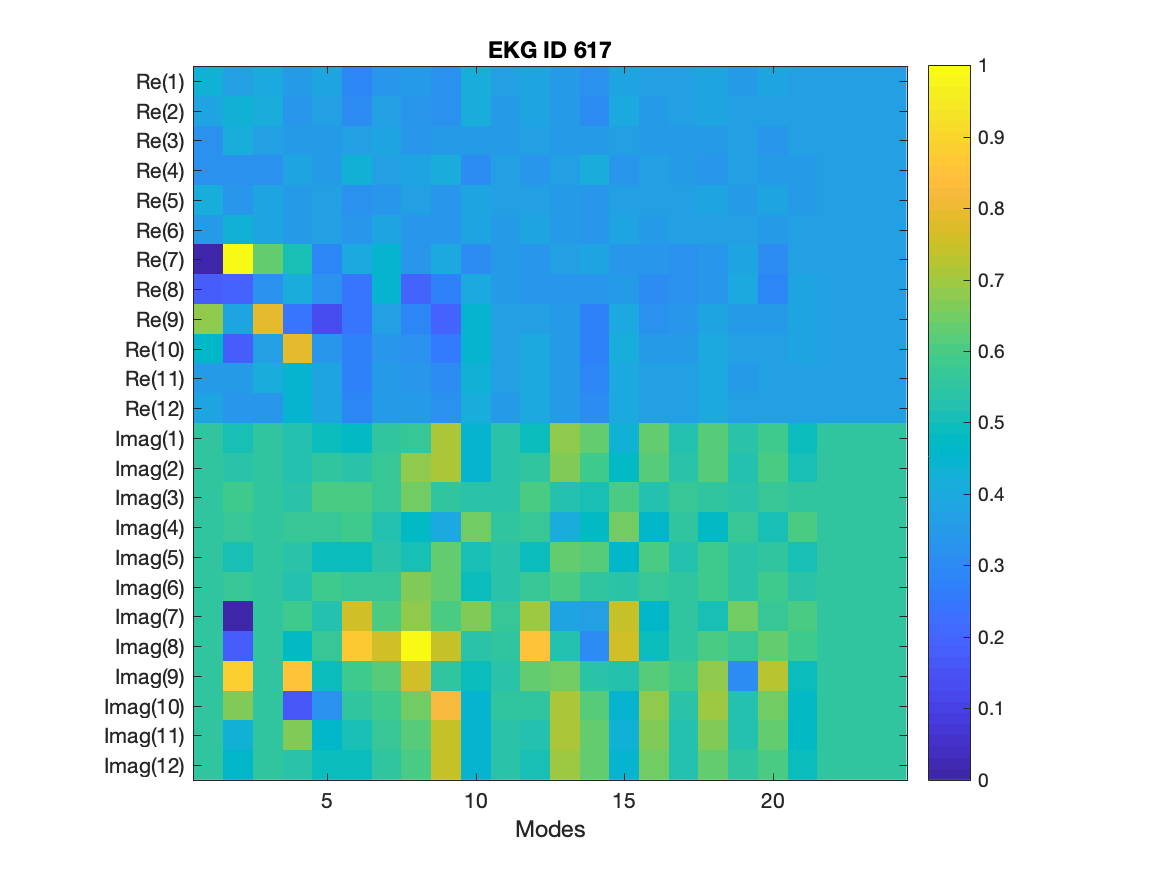 EKG ID 617
Re(1)
Re(2)
Re(3)
Re(4)
Re(5)
Re(6)
Re(7)
Re(8)
Re(9)
Re(10)
Re(11)
Re(12)
Imag(1)
Imag(2)
Imag(3)
Imag(4)
Imag(5)
Imag(6)
Imag(7)
Imag(8)
Imag(9)
Imag(10)
Imag(11)
Imag(12)
5 10 15 20
Modes
1
0.9
0.8
0.7
0.6
0.5
0.4
0.3
0.2
0.1
0